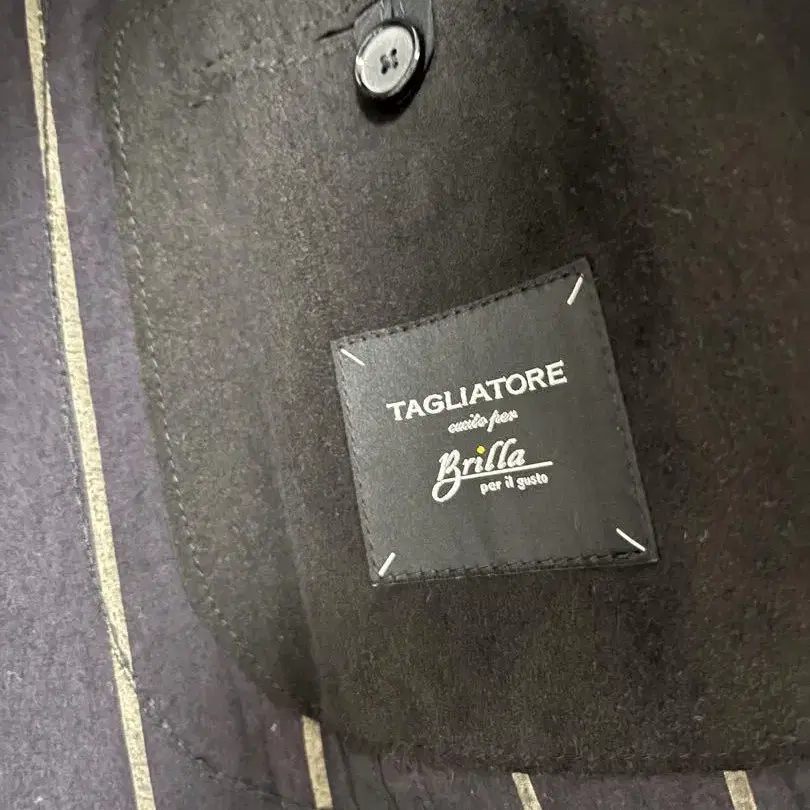 TAGLIATORE
cucito per
Brilla
per il gusto